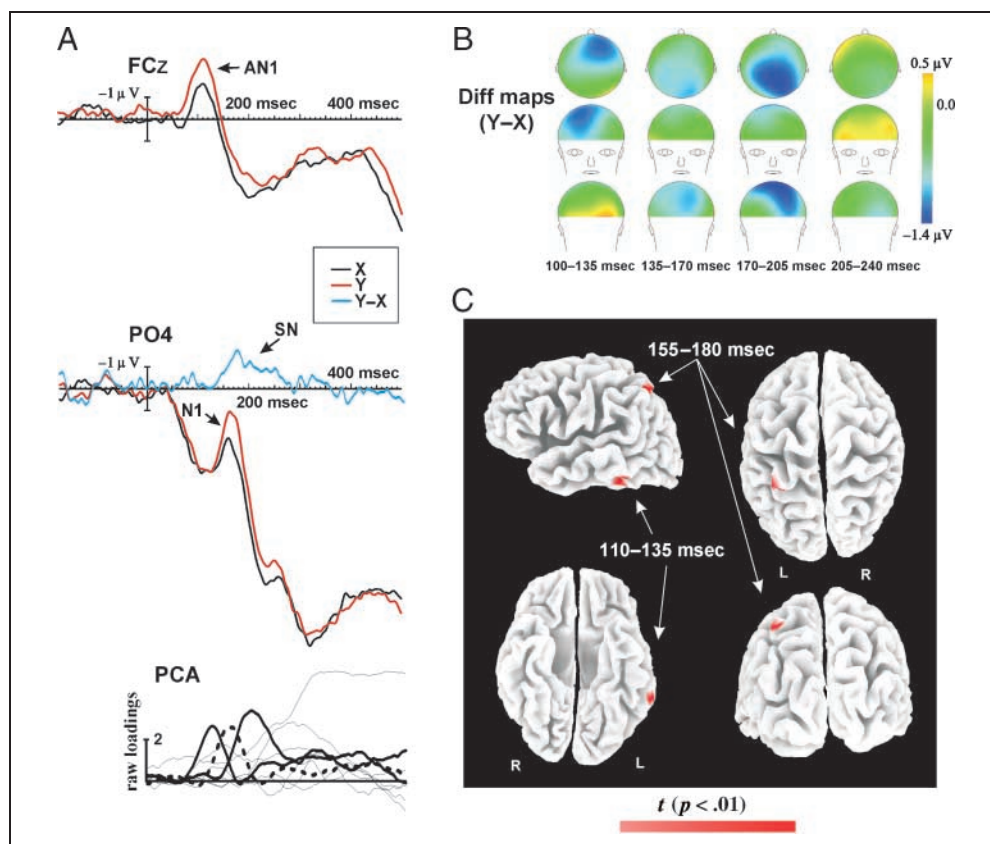 A
FCz
AN1
−1 μV
200 msec
400 msec
X
Y
Y–X
PO4
SN
−1 μV
400 msec
200 msec
N1
PCA
raw loadings
2
B
Diff maps
(Y–X)
0.5 μV
0.0
−1.4 μV
100–135 msec
135–170 msec
170–205 msec
205–240 msec
C
155–180 msec
110–135 msec
L
R
R
L
t (p < .01)